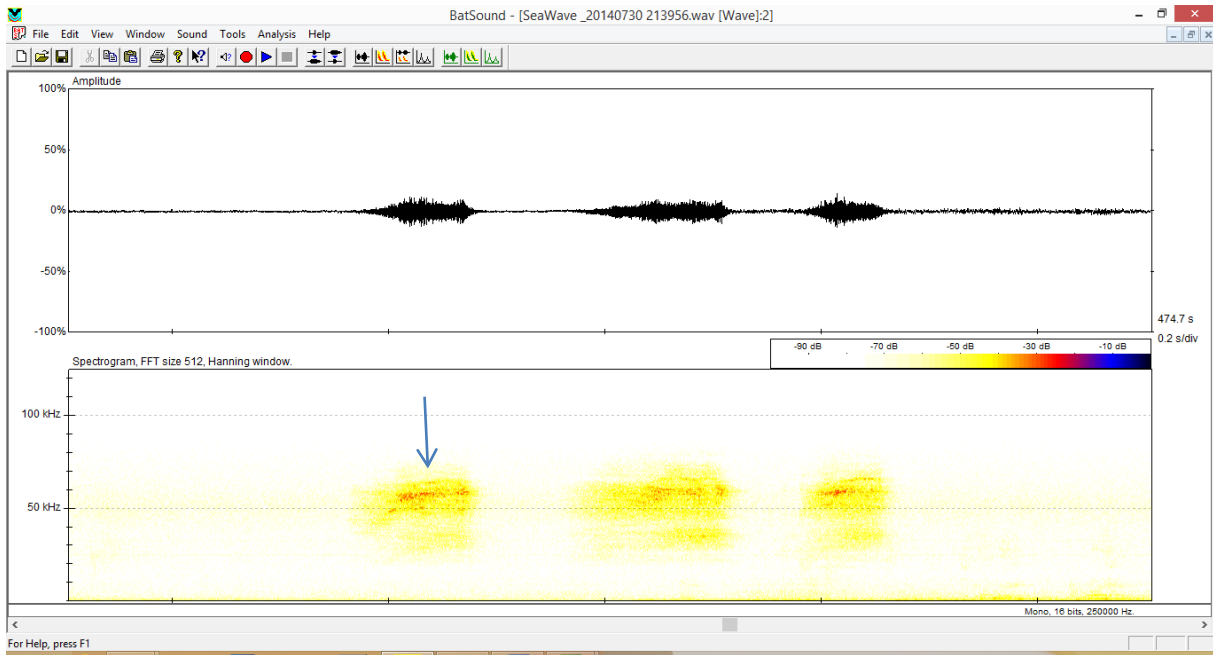 BatSound - [SeaWave _20140730 213956.wav [Wave]:2]
File Edit View Window Sound Tools Analysis Help
Amplitude
100%
50%
0%
-50%
-100%
474.7 s
0.2 s/div
-90 dB -70 dB -50 dB -30 dB -10 dB
Spectrogram, FFT size 512, Hanning window.
100 kHz
50 kHz
Mono, 16 bits, 250000 Hz.
For Help, press F1